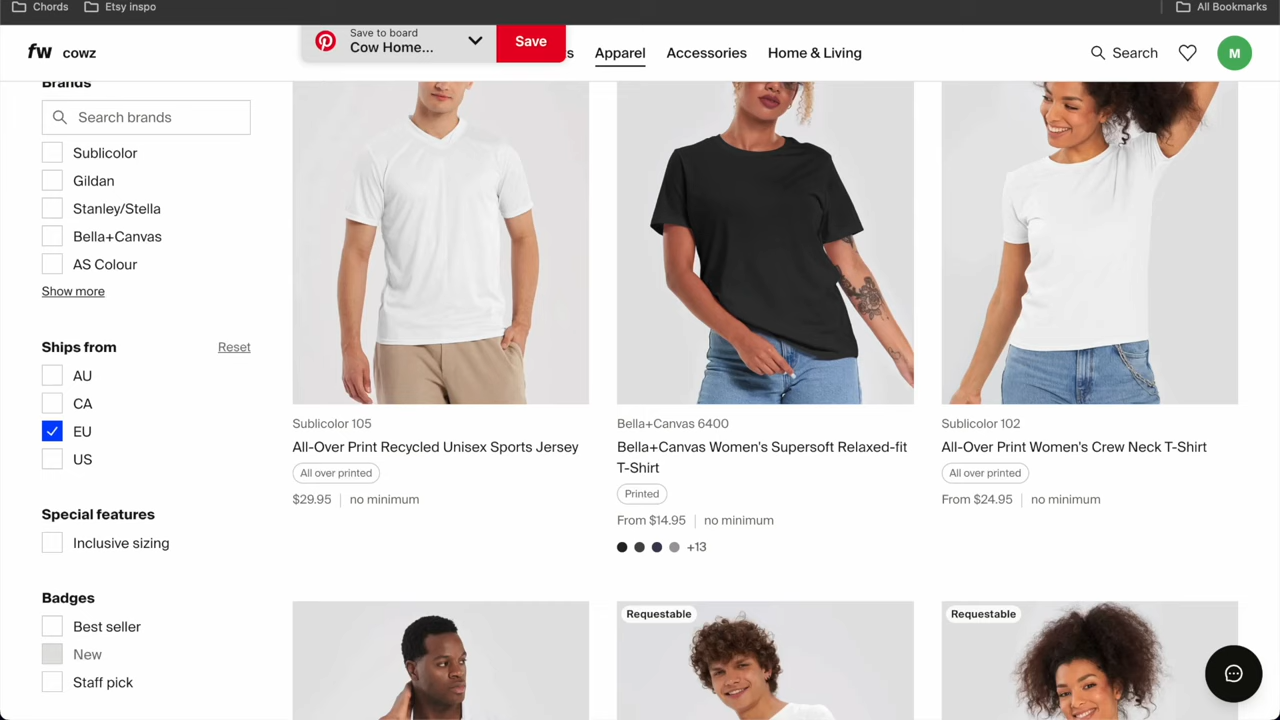 Chords
Etsy inspo
All Bookmarks
fw cowz
Save to board
Cow Home...
Save
Apparel
Accessories
Home & Living
Search
M
Brands
Search brands
Sublicolor
Gildan
Stanley/Stella
Bella+Canvas
AS Colour
Show more
Ships from
Reset
AU
CA
EU
US
Special features
Inclusive sizing
Badges
Best seller
New
Staff pick
Sublicolor 105
All-Over Print Recycled Unisex Sports Jersey
All over printed
$29.95 | no minimum
Bella+Canvas 6400
Bella+Canvas Women's Supersoft Relaxed-fit
T-Shirt
Printed
From $14.95 | no minimum
+13
Sublicolor 102
All-Over Print Women's Crew Neck T-Shirt
All over printed
From $24.95 | no minimum
Requestable
Requestable